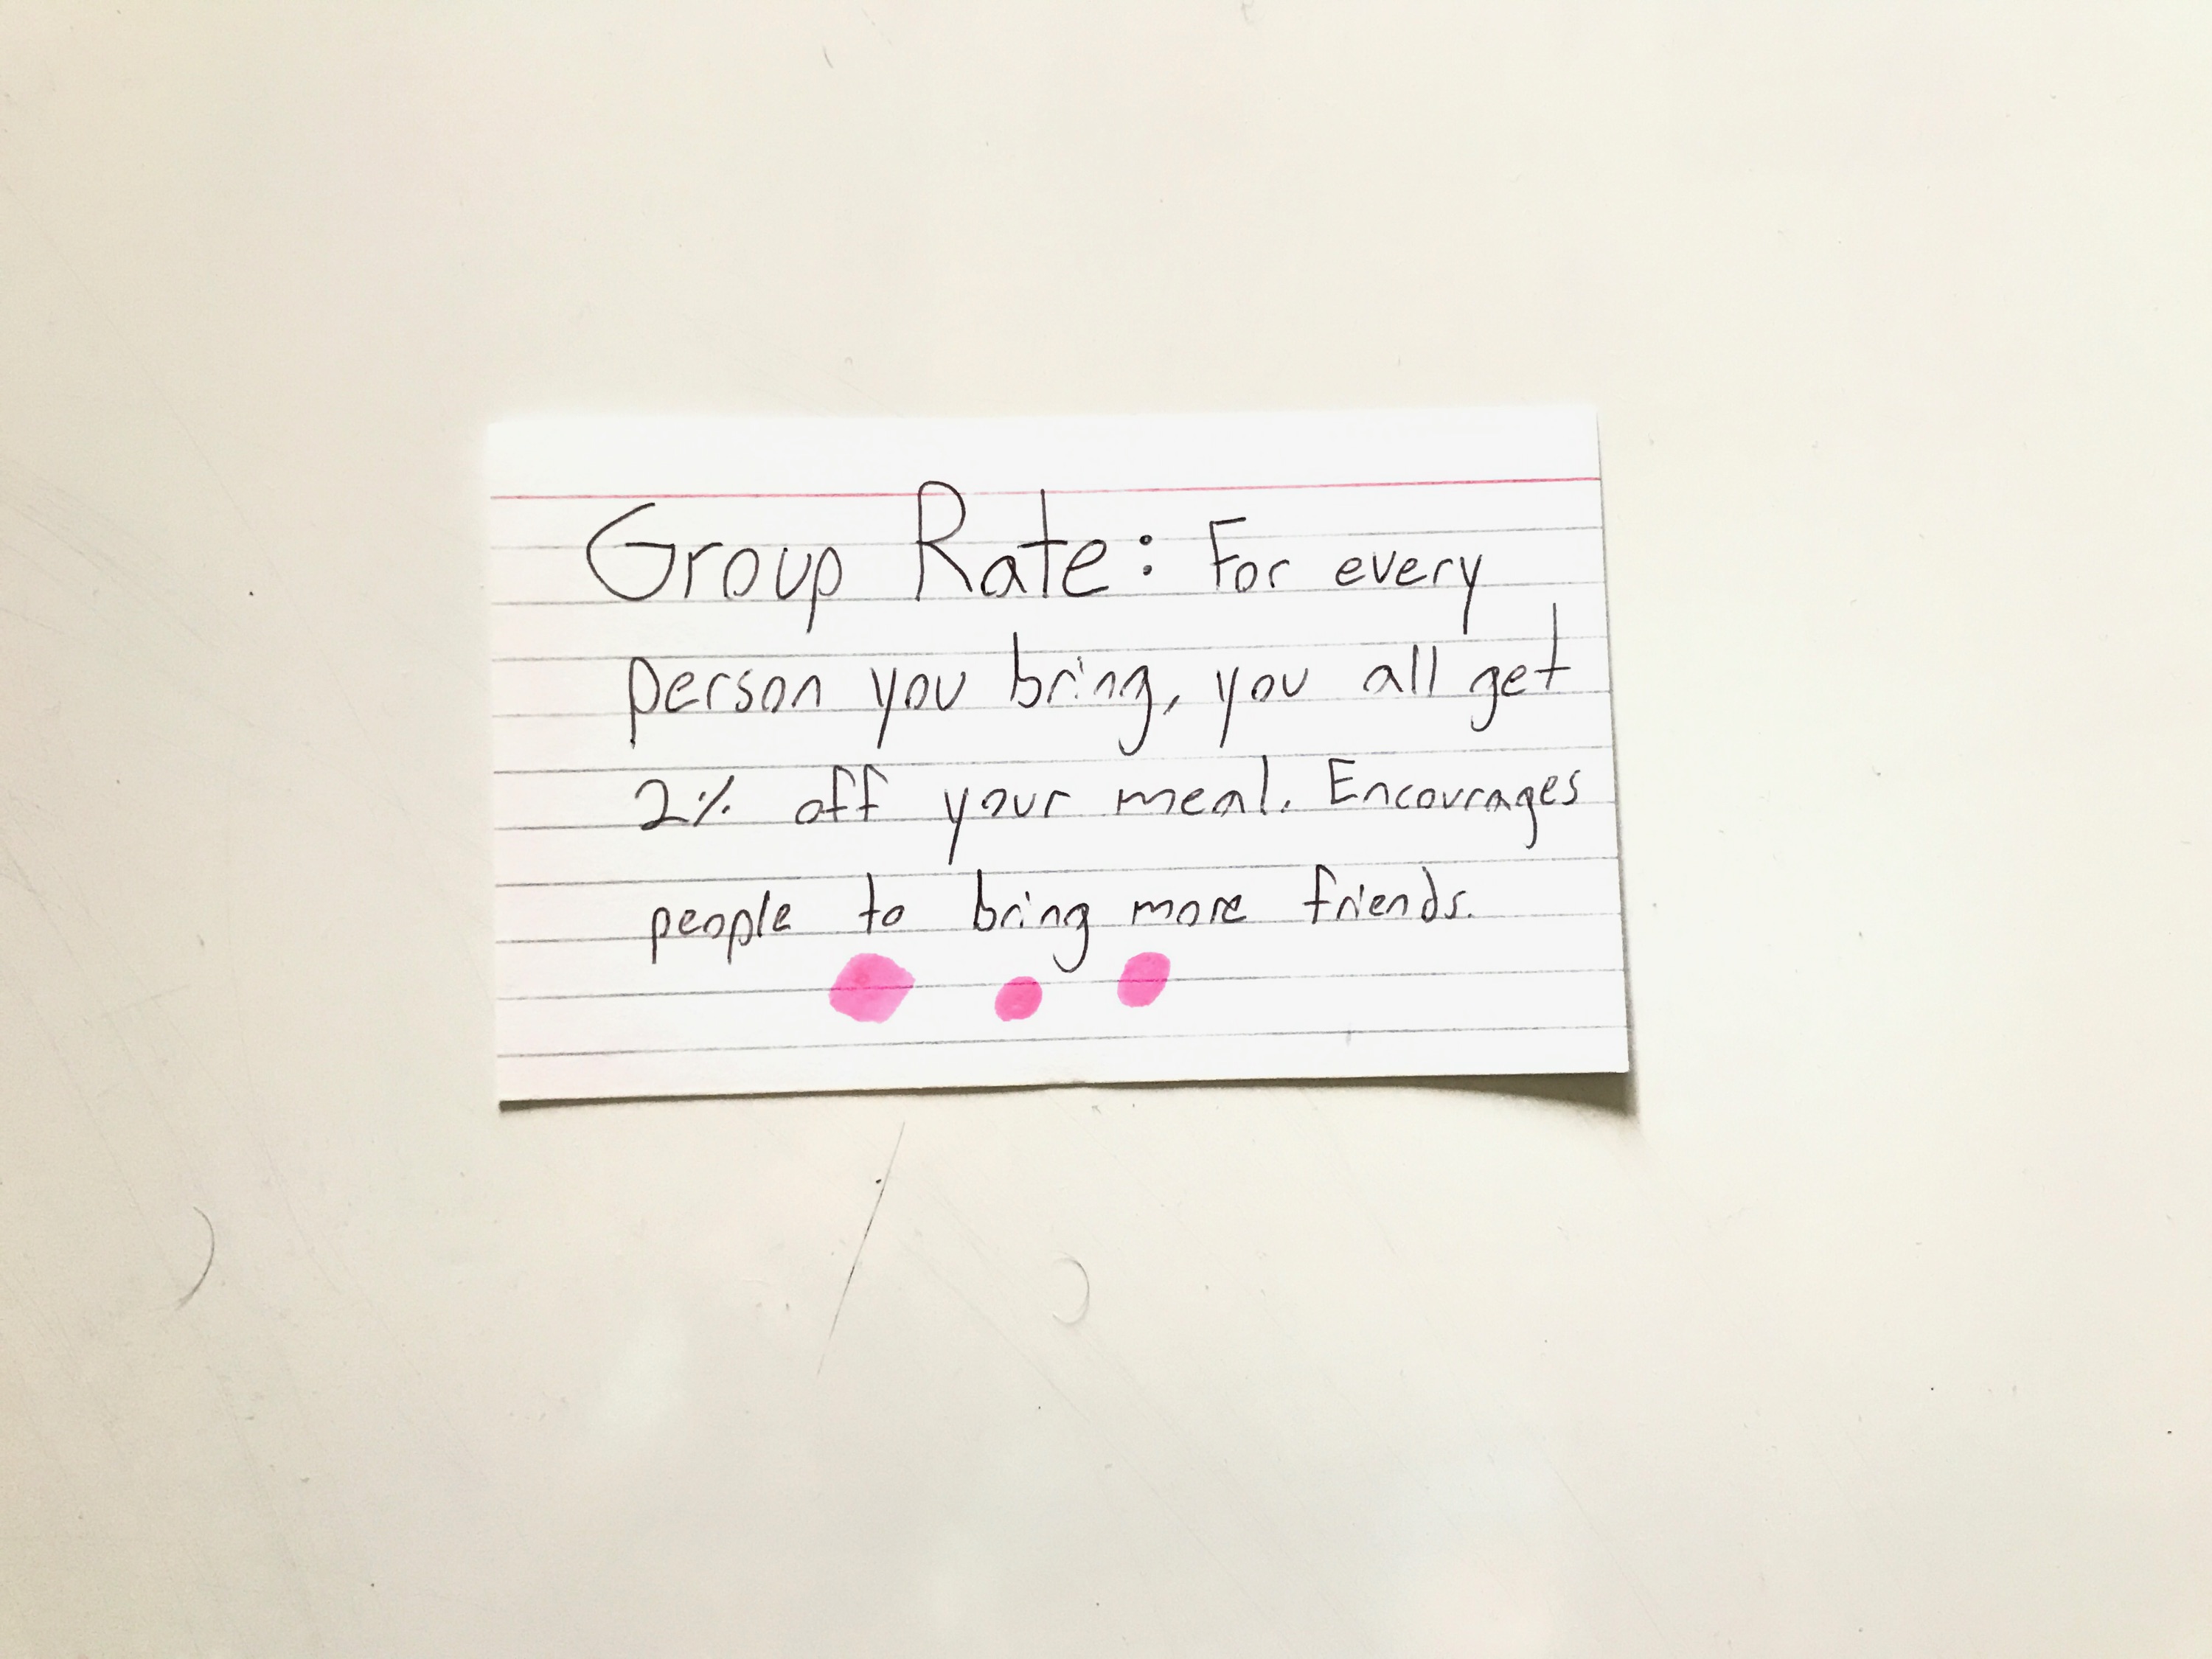 Group Rate: For every
person you bring, you all get
2% off your meal. Encourages
people to bring more friends.